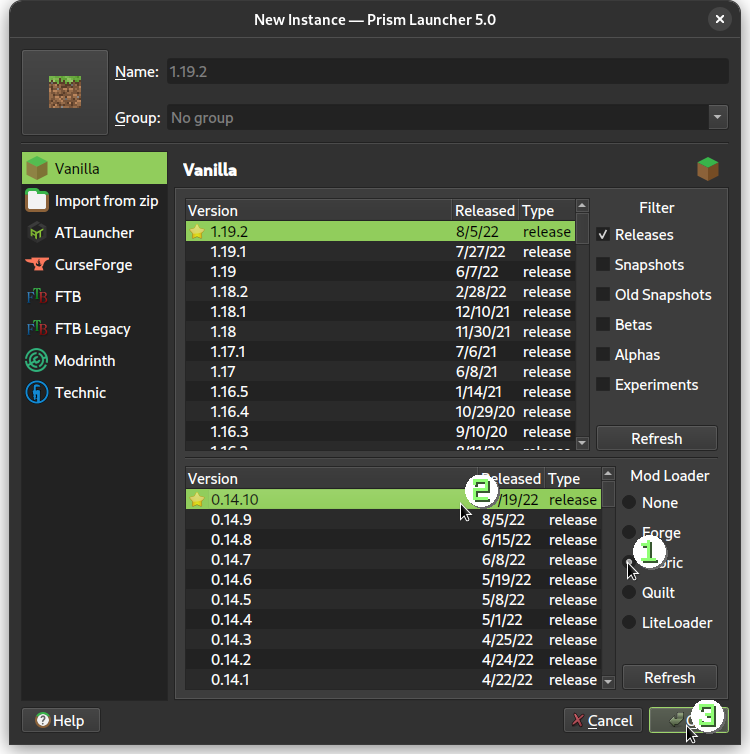 New Instance — Prism Launcher 5.0
Name: 1.19.2
Group: No group
Vanilla
Import from zip
ATLauncher
CurseForge
FTB
FTB Legacy
Modrinth
Technic
Vanilla
Version Released Type
1.19.2 8/5/22 release
1.19.1 7/27/22 release
1.19 6/7/22 release
1.18.2 2/28/22 release
1.18.1 12/10/21 release
1.18 11/30/21 release
1.17.1 7/6/21 release
1.17 6/8/21 release
1.16.5 1/14/21 release
1.16.4 10/29/20 release
1.16.3 9/10/20 release
Filter
Releases
Snapshots
Old Snapshots
Betas
Alphas
Experiments
Refresh
Version Released Type
2
0.14.10 /19/22 release
0.14.9 8/5/22 release
0.14.8 6/15/22 release
0.14.7 6/8/22 release
0.14.6 5/19/22 release
0.14.5 5/8/22 release
0.14.4 5/1/22 release
0.14.3 4/25/22 release
0.14.2 4/24/22 release
0.14.1 4/22/22 release
Mod Loader
None
Forge
1
Quilt
LiteLoader
Refresh
Help
Cancel
3